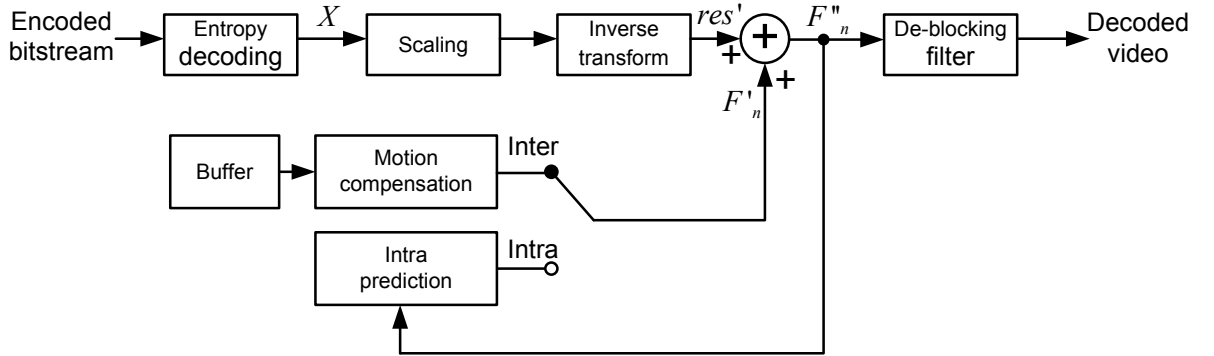 Encoded
bitstream
Entropy
decoding
X
Scaling
Inverse
transform
res'
+
+
+
F'n
F''n
De-blocking
filter
Decoded
video
Buffer
Motion
compensation
Inter
Intra
prediction
Intra